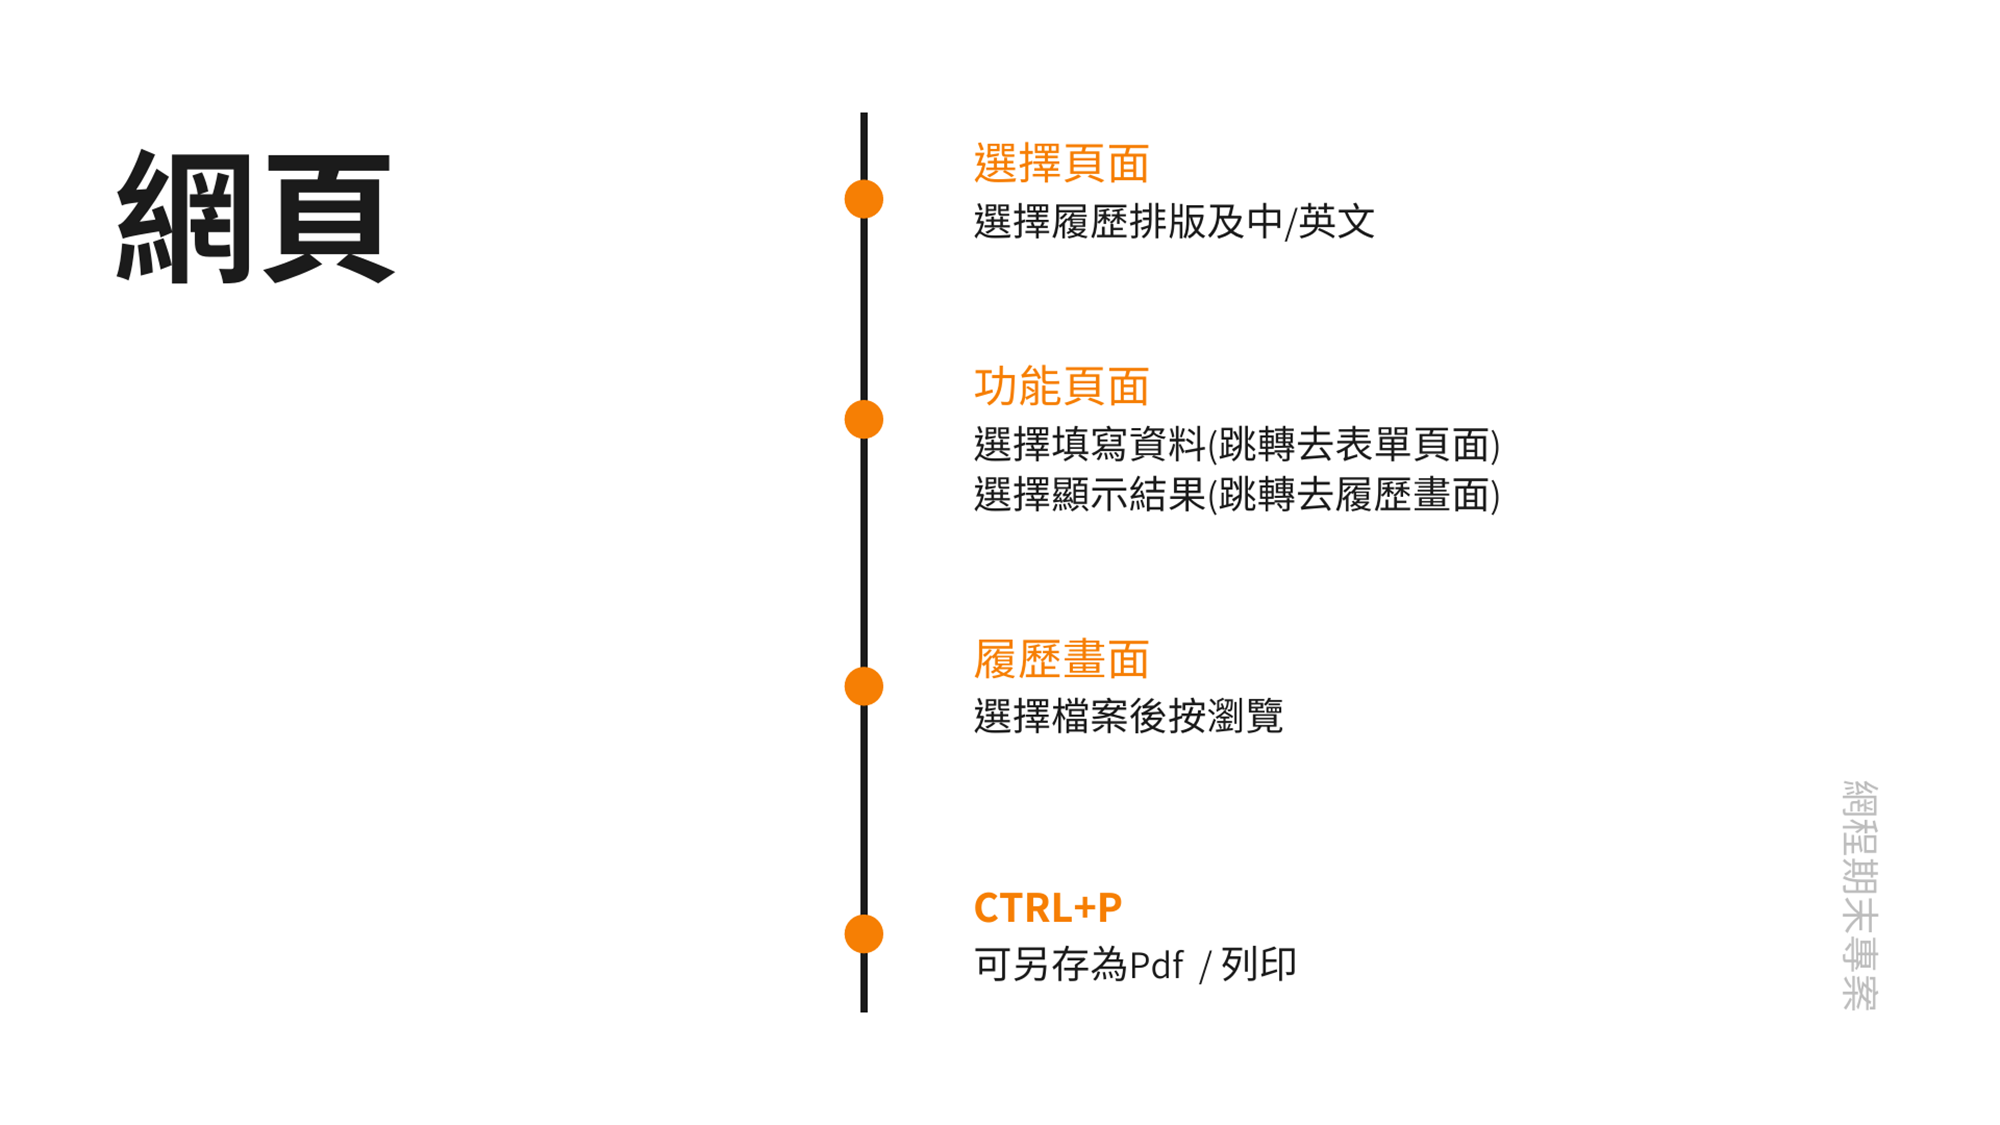 網頁
選擇頁面
選擇履歷排版及中/英文
功能頁面
選擇填寫資料(跳轉去表單頁面)
選擇顯示結果(跳轉去履歷畫面)
履歷畫面
選擇檔案後按瀏覽
CTRL+P
可另存為Pdf / 列印
網程期末專案